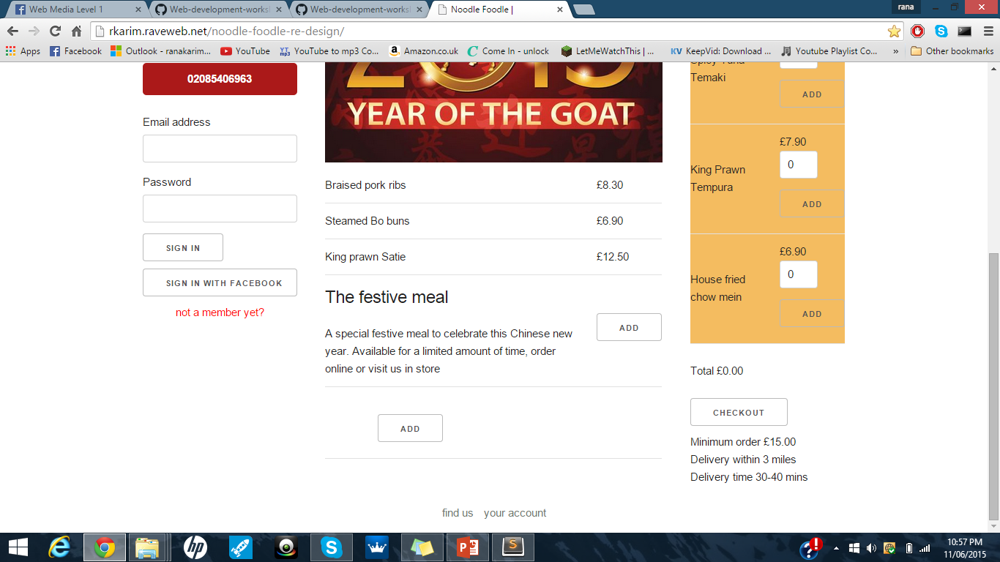 Web Media Level 1
Web-development-works
Web-development-works
Noodle Foodle |
rana
rkarim.raveweb.net/noodle-foodle-re-design/
Apps
Facebook
Outlook - ranakarim...
YouTube
YouTube to mp3 Co...
Amazon.co.uk
Come In - unlock
LetMeWatchThis | ...
KeepVid: Download ...
Youtube Playlist Co...
»
Other bookmarks
02085406963
Email address
Password
SIGN IN
SIGN IN WITH FACEBOOK
not a member yet?
2015
YEAR OF THE GOAT
Braised pork ribs £8.30
Steamed Bo buns £6.90
King prawn Satie £12.50
The festive meal
A special festive meal to celebrate this Chinese new
year. Available for a limited amount of time, order
online or visit us in store
ADD
ADD
Spicy Tuna
Temaki
ADD
£7.90
0
King Prawn
Tempura
ADD
£6.90
0
House fried
chow mein
ADD
Total £0.00
CHECKOUT
Minimum order £15.00
Delivery within 3 miles
Delivery time 30-40 mins
find us your account
10:57 PM
11/06/2015